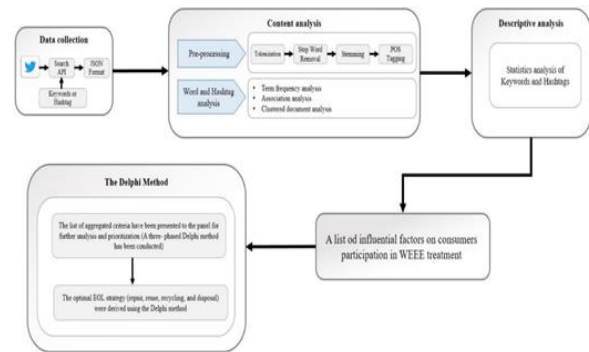 Data collection
Search
API
JSON
Format
Keywords or
Hashtag
Content analysis
Pre-processing
Tokenization
Stop Word
Removal
Stemming
POS
Tagging
Word and Hashtag
analysis
• Term frequency analysis
• Association analysis
• Clustered document analysis
Descriptive analysis
Statistics analysis of
Keywords and Hashtags
A list od influential factors on consumers
participation in WEEE treatment
The Delphi Method
The list of aggregated criteria have been presented to the panel for
further analysis and prioritization (A three- phased Delphi method
has been conducted)
The optimal EOL strategy (repair, reuse, recycling, and disposal)
were derived using the Delphi method